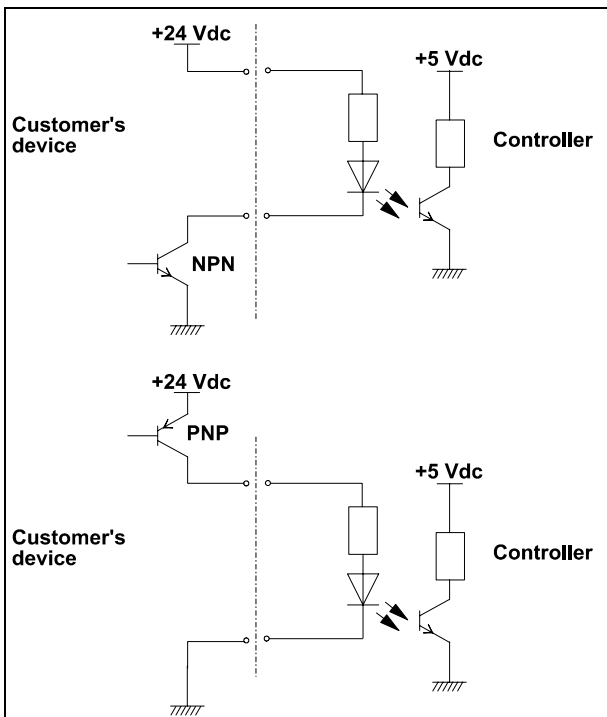 +24 Vdc
+5 Vdc
Customer's
device
Controller
NPN
+24 Vdc
PNP
+5 Vdc
Customer's
device
Controller